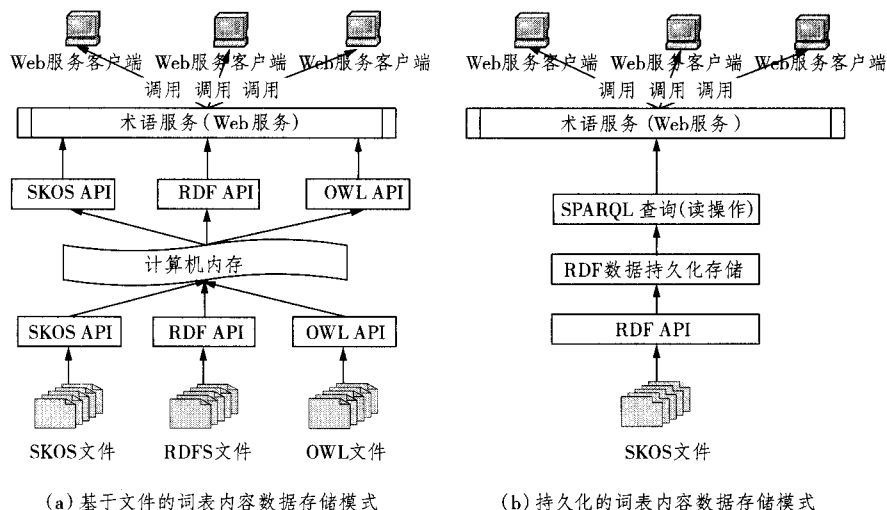 Web服务客户端 Web服务客户端 Web服务客户端
调用 调用 调用
术语服务(Web服务)
SKOS API RDF API OWL API
计算机内存
SKOS API RDF API OWL API
SKOS文件 RDFS文件 OWL文件
(a)基于文件的词表内容数据存储模式
Web服务客户端 Web服务客户端 Web服务客户端
调用 调用 调用
术语服务(Web服务)
SPARQL 查询(读操作)
RDF数据持久化存储
RDF API
SKOS文件
(b)持久化的词表内容数据存储模式